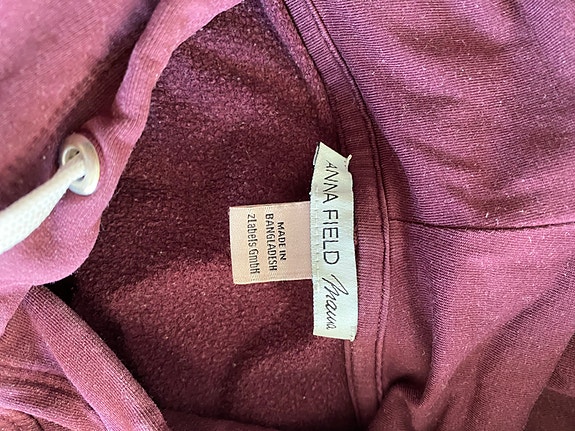 ANNA FIELD Mama
MADE IN
BANGLADESH
zLabels GmbH